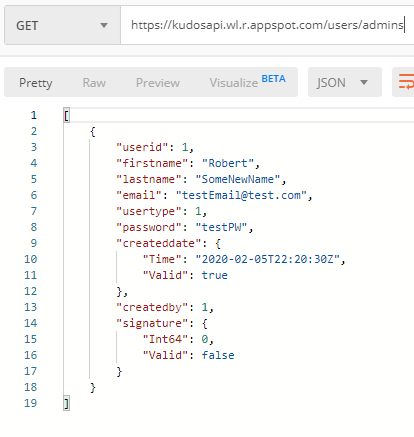 GET https://kudosapi.wl.r.appspot.com/users/admins
Pretty Raw Preview Visualize BETA JSON
1 [
2 {
3 "userid": 1,
4 "firstname": "Robert",
5 "lastname": "SomeNewName",
6 "email": "testEmail@test.com",
7 "usertype": 1,
8 "password": "testPW",
9 "createddate": {
10 "Time": "2020-02-05T22:20:30Z",
11 "Valid": true
12 },
13 "createdby": 1,
14 "signature": {
15 "Int64": 0,
16 "Valid": false
17 }
18 }
19 ]